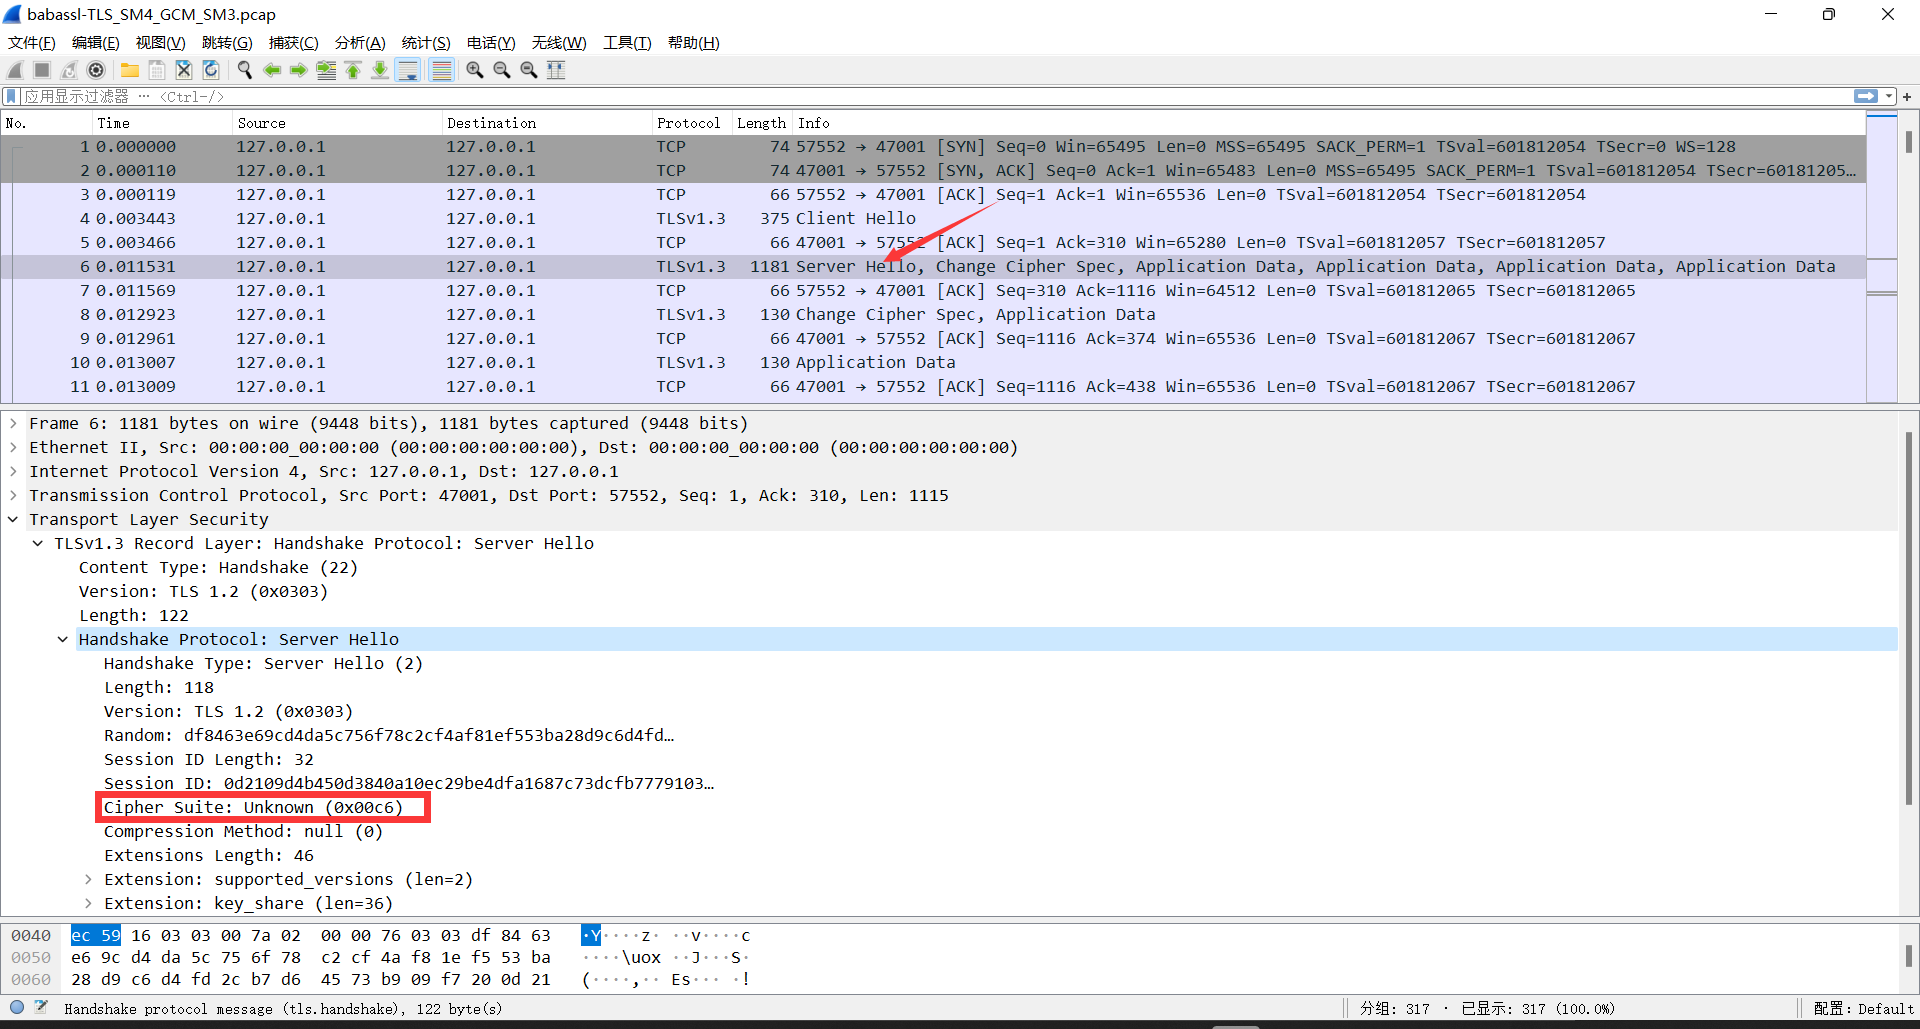 babassl-TLS_SM4_GCM_SM3.pcap
文件(F) 编辑(E) 视图(V) 跳转(G) 捕获(C) 分析(A) 统计(S) 电话(Y) 无线(W) 工具(T) 帮助(H)
应用显示过滤器 … <Ctrl-/>
No. Time Source Destination Protocol Length Info
1 0.000000 127.0.0.1 127.0.0.1 TCP 74 57552 → 47001 [SYN] Seq=0 Win=65495 Len=0 MSS=65495 SACK_PERM=1 TSval=601812054 TSecr=0 WS=128
2 0.000110 127.0.0.1 127.0.0.1 TCP 74 47001 → 57552 [SYN, ACK] Seq=0 Ack=1 Win=65483 Len=0 MSS=65495 SACK_PERM=1 TSval=601812054 TSecr=60181205…
3 0.000119 127.0.0.1 127.0.0.1 TCP 66 57552 → 47001 [ACK] Seq=1 Ack=1 Win=65536 Len=0 TSval=601812054 TSecr=601812054
4 0.003443 127.0.0.1 127.0.0.1 TLSv1.3 375 Client Hello
5 0.003466 127.0.0.1 127.0.0.1 TCP 66 47001 → 57552 [ACK] Seq=1 Ack=310 Win=65280 Len=0 TSval=601812057 TSecr=601812057
6 0.011531 127.0.0.1 127.0.0.1 TLSv1.3 1181 Server Hello, Change Cipher Spec, Application Data, Application Data, Application Data, Application Data
7 0.011569 127.0.0.1 127.0.0.1 TCP 66 57552 → 47001 [ACK] Seq=310 Ack=1116 Win=64512 Len=0 TSval=601812065 TSecr=601812065
8 0.012923 127.0.0.1 127.0.0.1 TLSv1.3 130 Change Cipher Spec, Application Data
9 0.012961 127.0.0.1 127.0.0.1 TCP 66 47001 → 57552 [ACK] Seq=1116 Ack=374 Win=65536 Len=0 TSval=601812067 TSecr=601812067
10 0.013007 127.0.0.1 127.0.0.1 TLSv1.3 130 Application Data
11 0.013009 127.0.0.1 127.0.0.1 TCP 66 47001 → 57552 [ACK] Seq=1116 Ack=438 Win=65536 Len=0 TSval=601812067 TSecr=601812067
Frame 6: 1181 bytes on wire (9448 bits), 1181 bytes captured (9448 bits)
Ethernet II, Src: 00:00:00_00:00:00 (00:00:00:00:00:00), Dst: 00:00:00_00:00:00 (00:00:00:00:00:00)
Internet Protocol Version 4, Src: 127.0.0.1, Dst: 127.0.0.1
Transmission Control Protocol, Src Port: 47001, Dst Port: 57552, Seq: 1, Ack: 310, Len: 1115
Transport Layer Security
TLSv1.3 Record Layer: Handshake Protocol: Server Hello
Content Type: Handshake (22)
Version: TLS 1.2 (0x0303)
Length: 122
Handshake Protocol: Server Hello
Handshake Type: Server Hello (2)
Length: 118
Version: TLS 1.2 (0x0303)
Random: df8463e69cd4da5c756f78c2cf4af81ef553ba28d9c6d4fd…
Session ID Length: 32
Session ID: 0d2109d4b450d3840a10ec29be4dfa1687c73dcfb7779103…
Cipher Suite: Unknown (0x00c6)
Compression Method: null (0)
Extensions Length: 46
Extension: supported_versions (len=2)
Extension: key_share (len=36)
0040 ec 59 16 03 03 00 7a 02 00 00 76 03 03 df 84 63 ·Y····z· ··v····c
0050 e6 9c d4 da 5c 75 6f 78 c2 cf 4a f8 1e f5 53 ba ····\uox ··J···S·
0060 28 d9 c6 d4 fd 2c b7 d6 45 73 b9 09 f7 20 0d 21 (····,·· Es··· ·!
Handshake protocol message (tls.handshake), 122 byte(s) 分组: 317 · 已显示: 317 (100.0%) 配置: Default